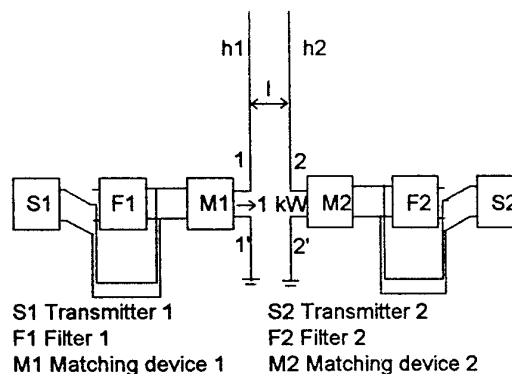 h1 h2
l
1 2
S1 F1 M1 →1 kW M2 F2 S2
1' 2'
S1 Transmitter 1 S2 Transmitter 2
F1 Filter 1 F2 Filter 2
M1 Matching device 1 M2 Matching device 2